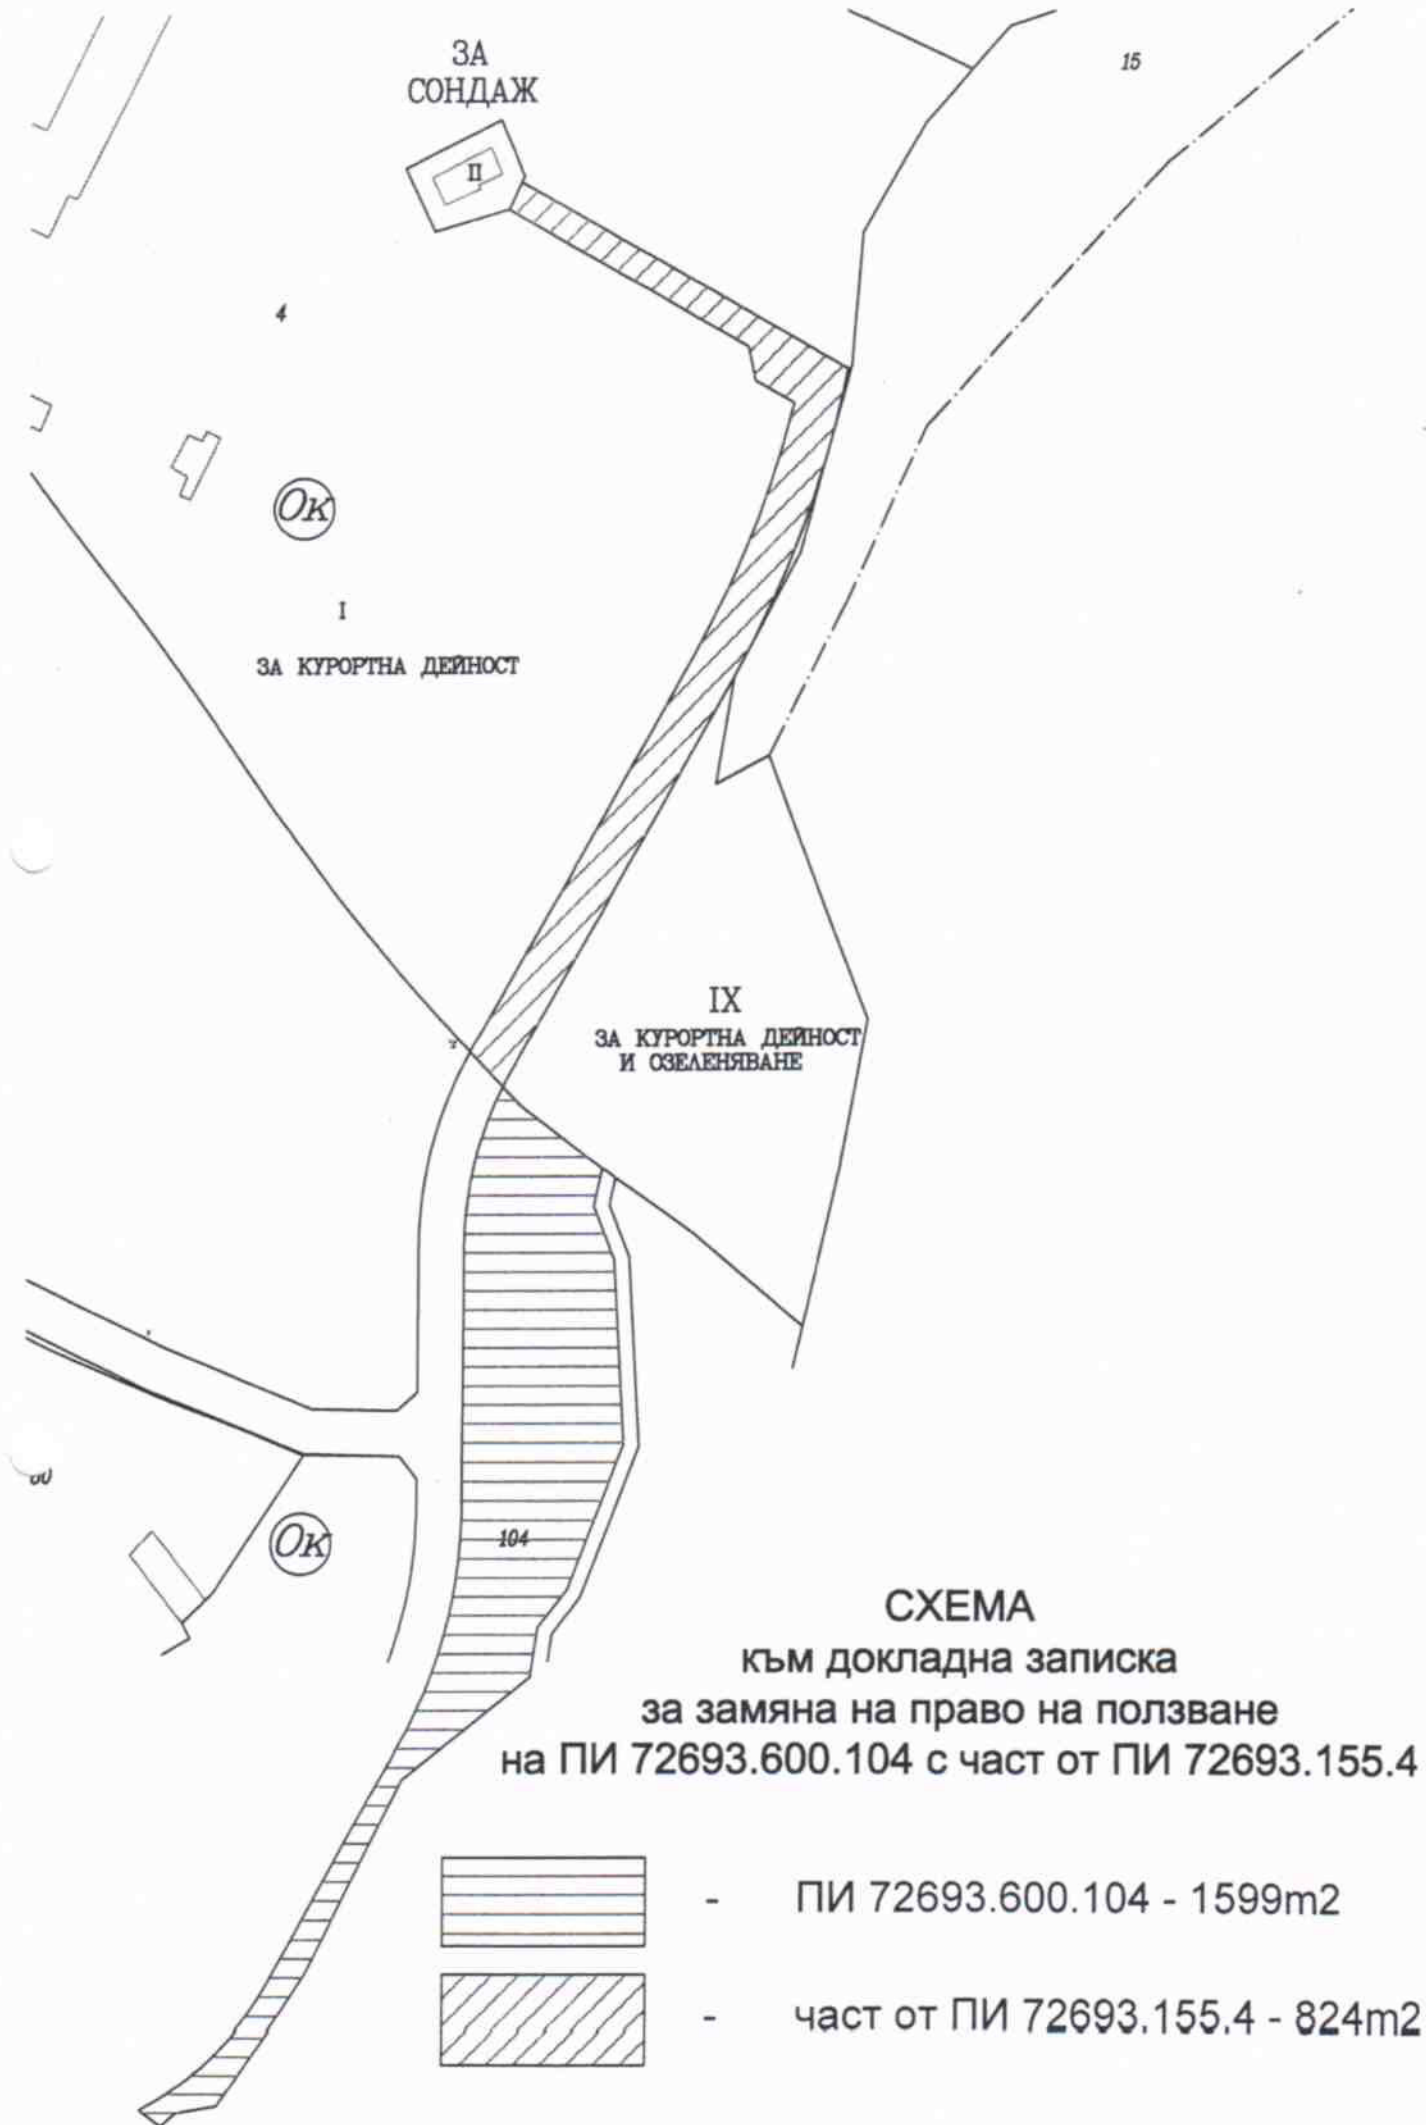 ЗА
СОНДАЖ
15
II
4
Ок
I
ЗА КУРОРТНА ДЕЙНОСТ
IX
ЗА КУРОРТНА ДЕЙНОСТ
И ОЗЕЛЕНЯВАНЕ
Ок
104
СХЕМА
към докладна записка
за замяна на право на ползване
на ПИ 72693.600.104 с част от ПИ 72693.155.4
- ПИ 72693.600.104 - 1599m2
- част от ПИ 72693.155.4 - 824m2